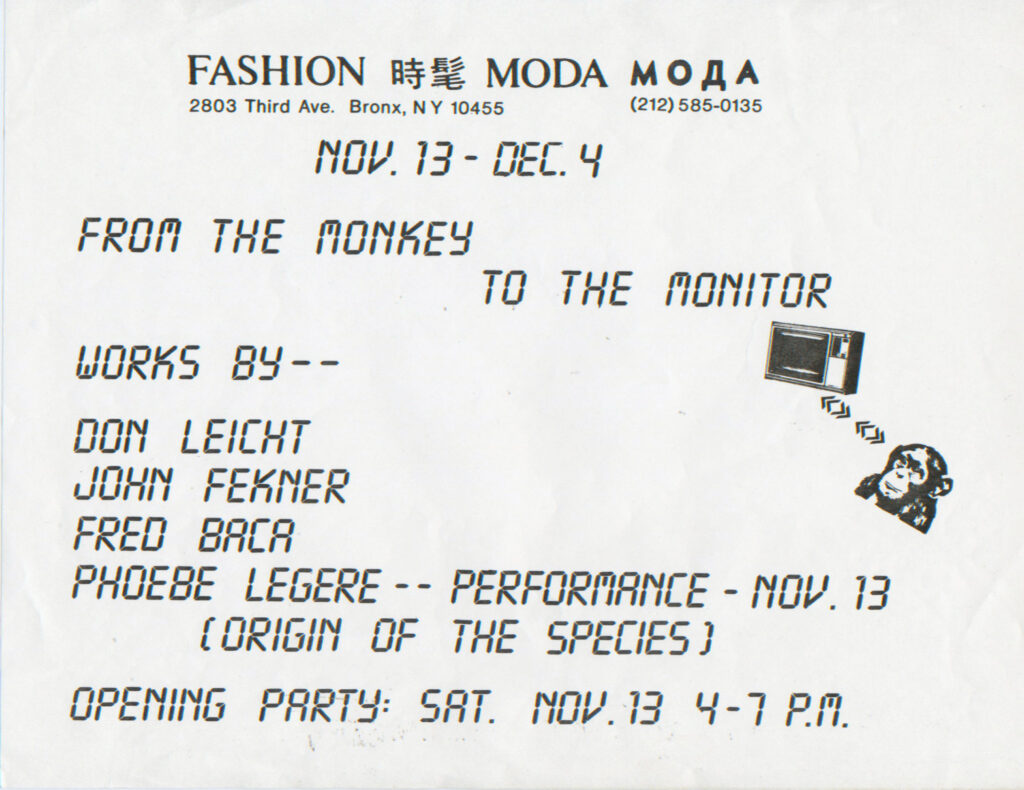 FASHION 時髦 MODA МОДА
2803 Third Ave. Bronx, NY 10455 (212) 585-0135
NOV. 13 - DEC. 4
FROM THE MONKEY
TO THE MONITOR
WORKS BY--
DON LEICHT
JOHN FEKNER
FRED BACA
PHOEBE LEGERE -- PERFORMANCE - NOV. 13
(ORIGIN OF THE SPECIES)
OPENING PARTY: SAT. NOV. 13 4-7 P.M.